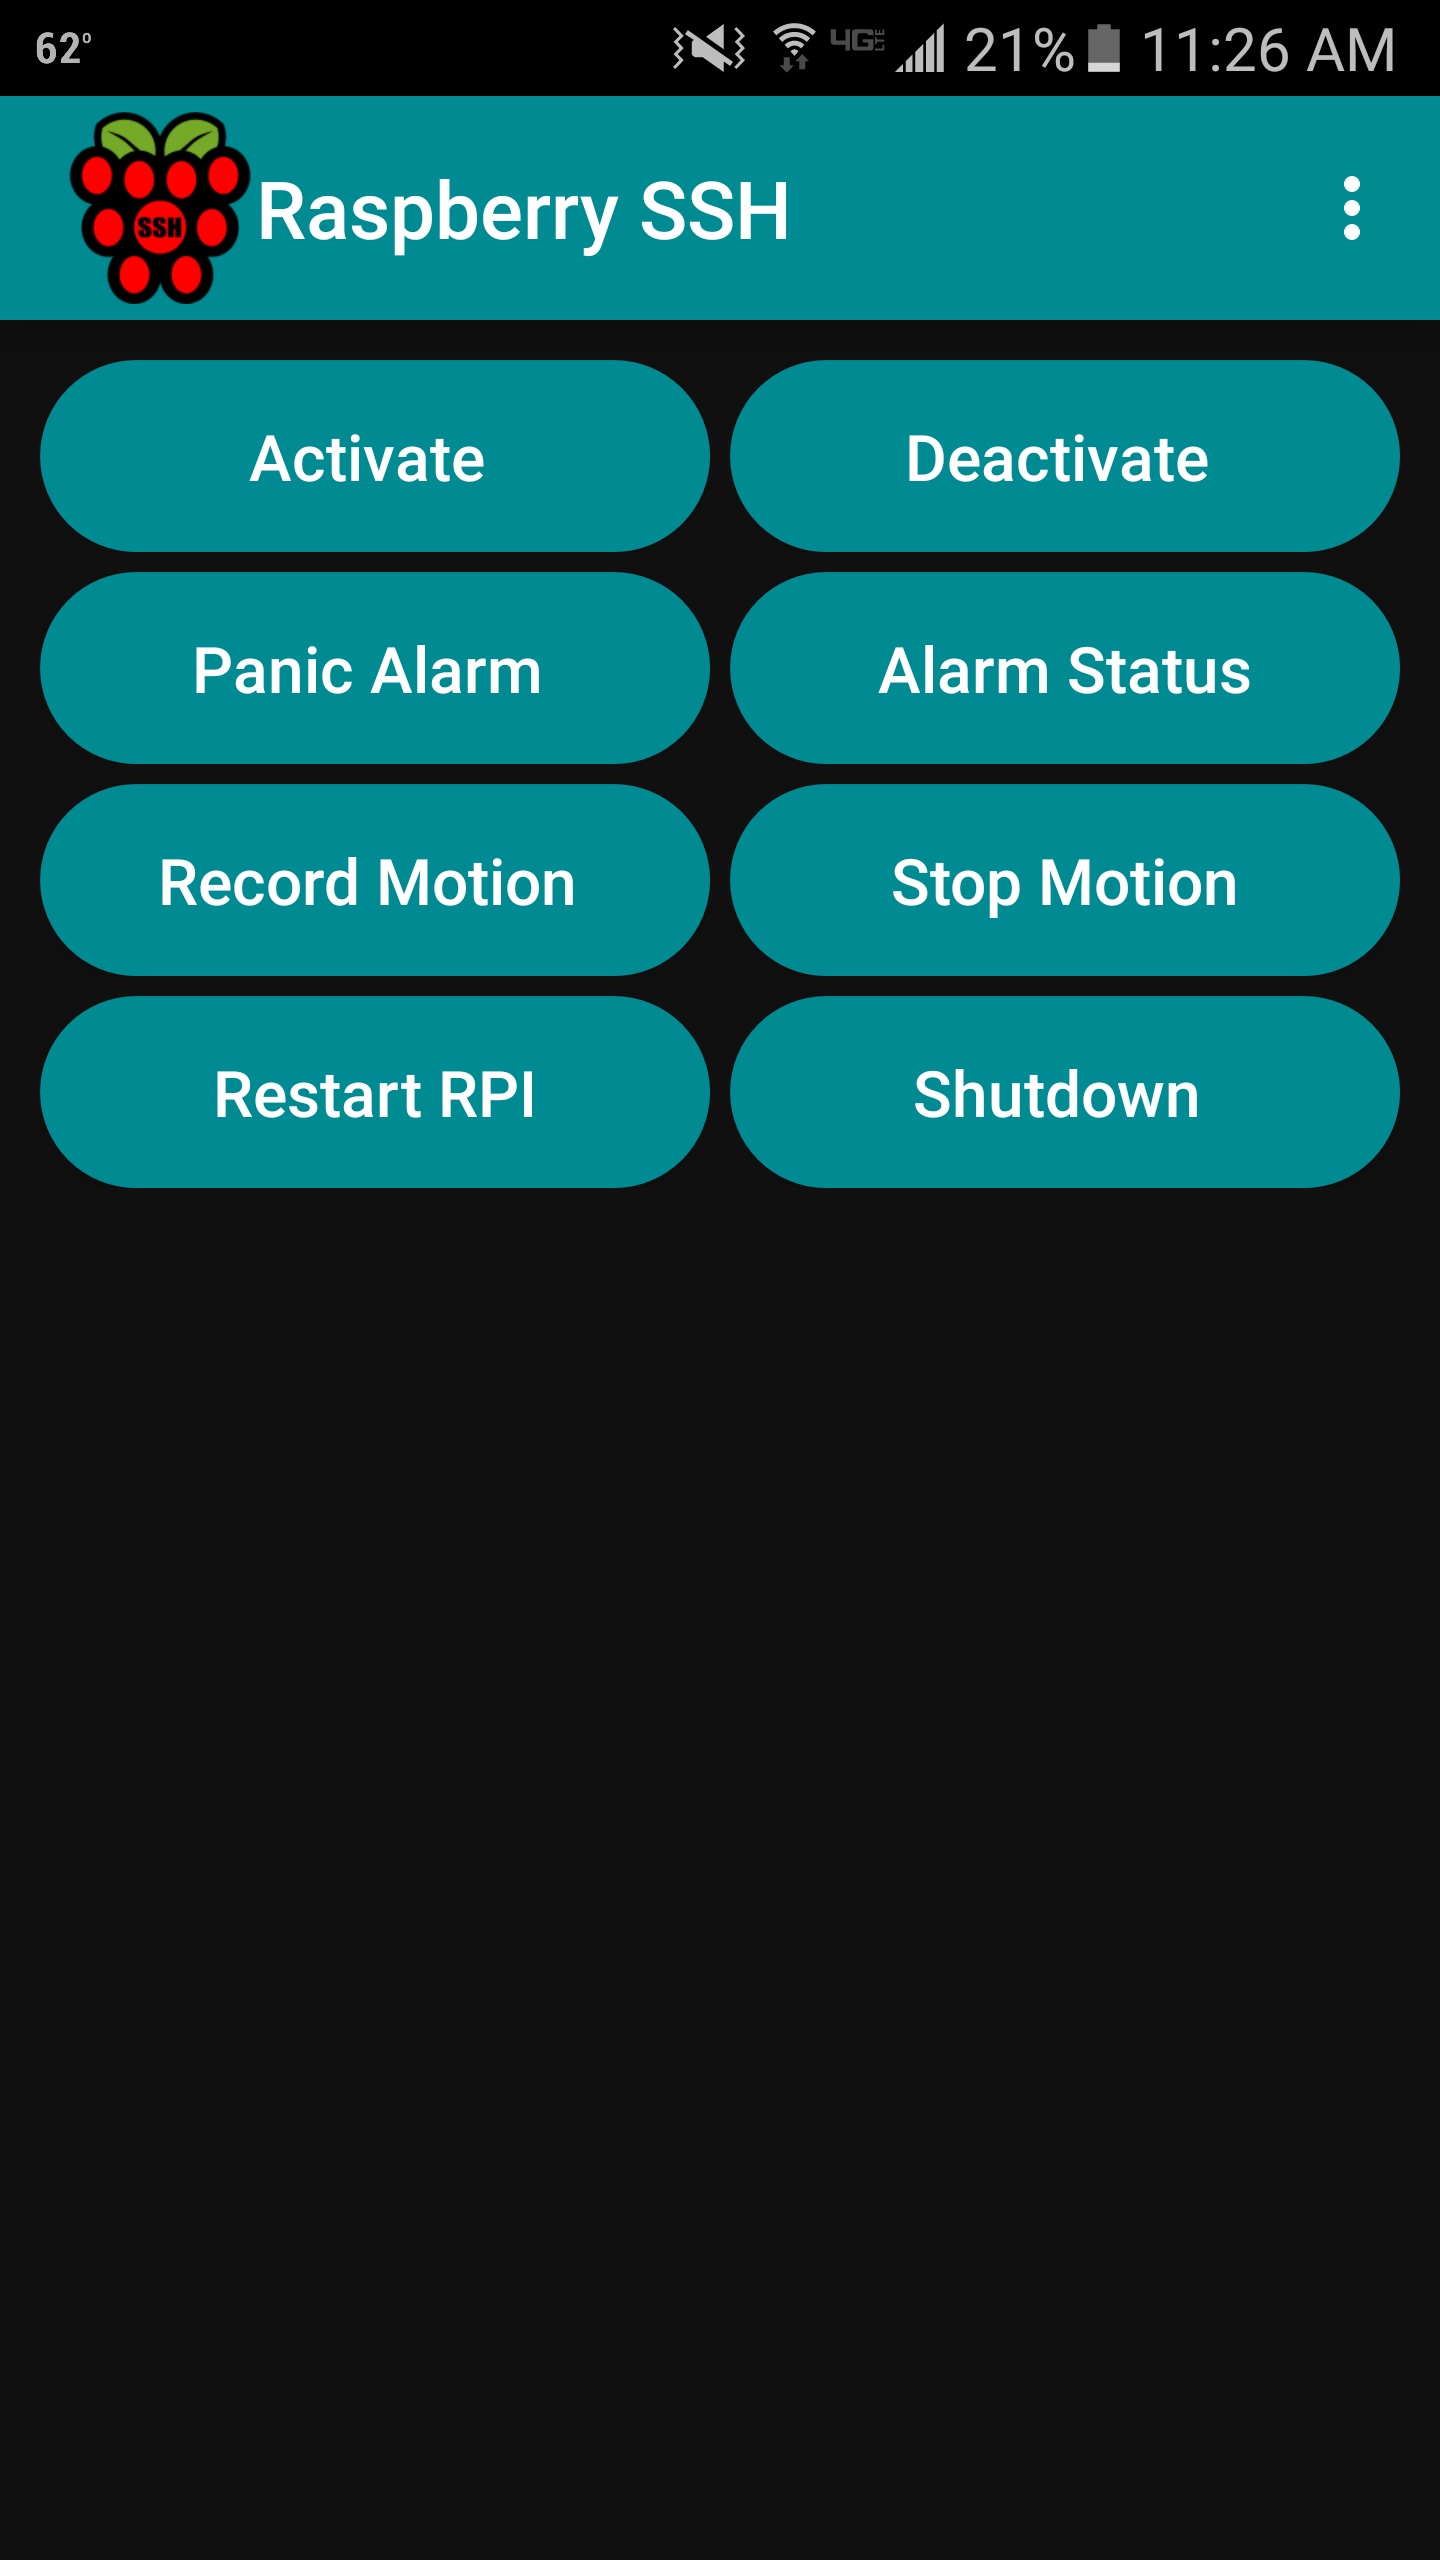 62° 4G LTE 21% 11:26 AM
SSH Raspberry SSH
Activate Deactivate
Panic Alarm Alarm Status
Record Motion Stop Motion
Restart RPI Shutdown